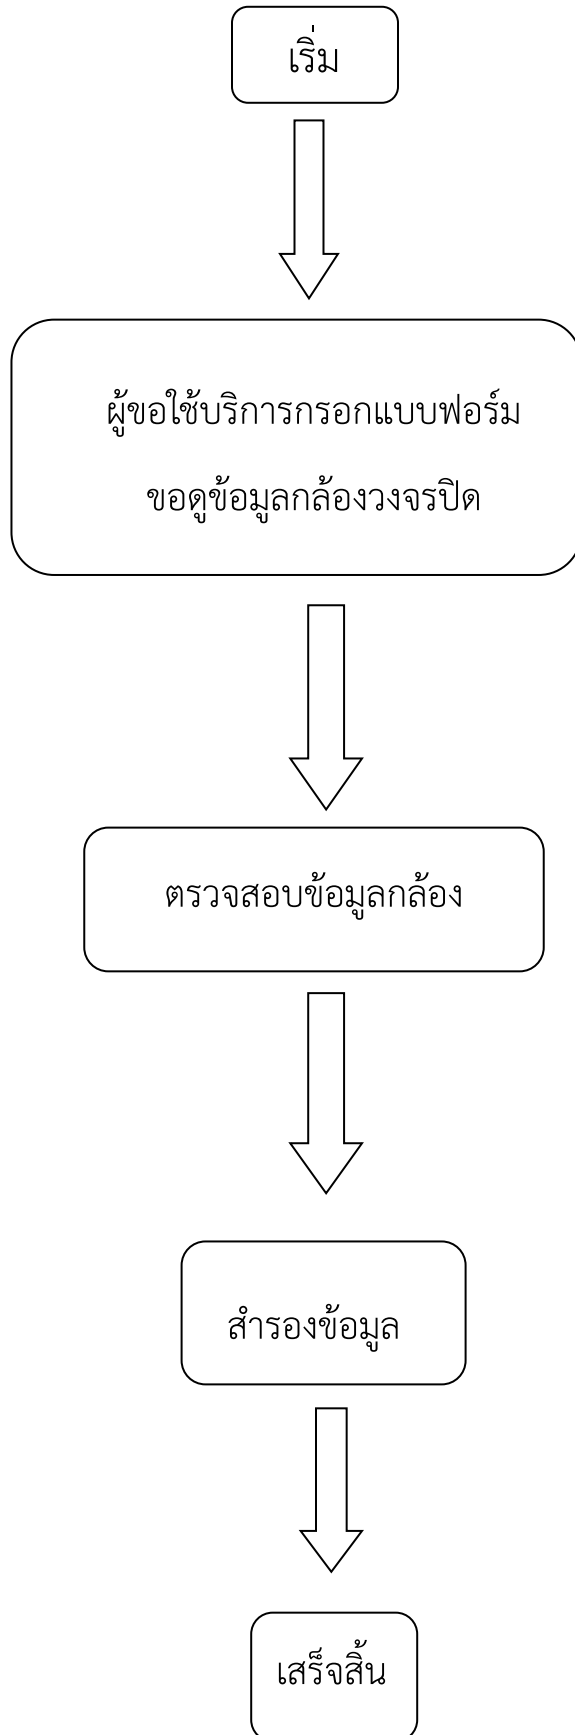 เริ่ม
ผู้ขอใช้บริการกรอกแบบฟอร์ม
ขอดูข้อมูลกล้องวงจรปิด
ตรวจสอบข้อมูลกล้อง
สำรองข้อมูล
เสร็จสิ้น